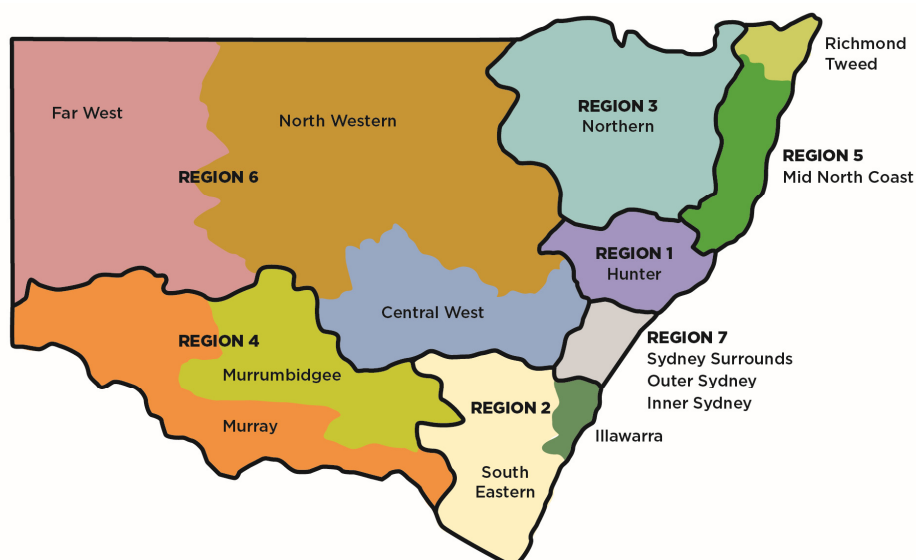 Richmond
Tweed
REGION 3
Northern
Far West
North Western
REGION 5
Mid North Coast
REGION 6
REGION 1
Hunter
Central West
REGION 7
Sydney Surrounds
Outer Sydney
Inner Sydney
REGION 4
Murrumbidgee
REGION 2
Murray
Illawarra
South
Eastern